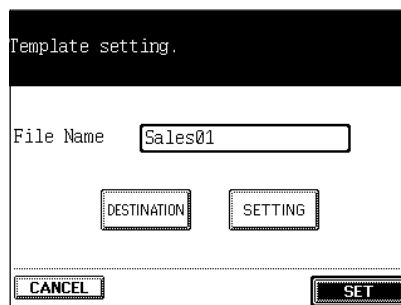 Template setting.
File Name Sales01
DESTINATION SETTING
CANCEL SET